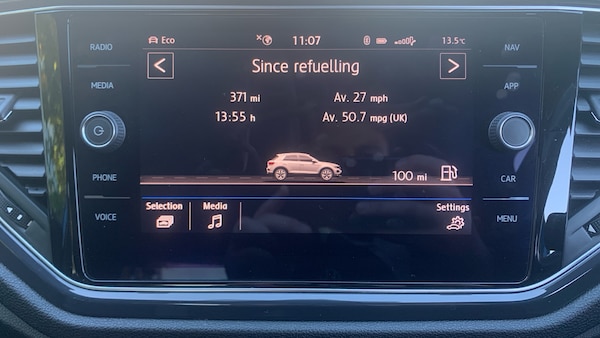 RADIO
MEDIA
PHONE
VOICE
Eco 11:07 13.5°C
Since refuelling
371 mi Av. 27 mph
13:55 h Av. 50.7 mpg (UK)
100 mi
Selection Media Settings
NAV
APP
CAR
MENU